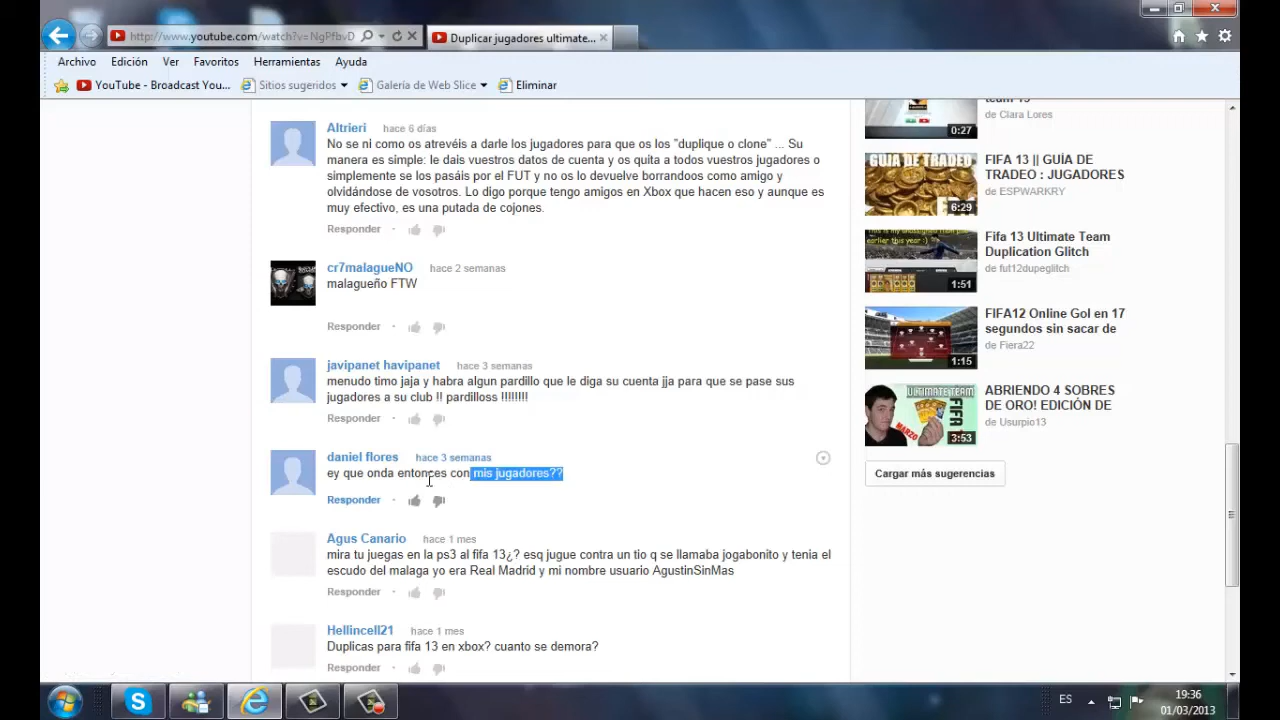 http://www.youtube.com/watch?v=NgPfbvD
Duplicar jugadores ultimate...
Archivo Edición Ver Favoritos Herramientas Ayuda
YouTube - Broadcast You... Sitios sugeridos Galería de Web Slice Eliminar
Altrieri hace 6 días
No se ni como os atrevéis a darle los jugadores para que os los "duplique o clone" ... Su
manera es simple: le dais vuestros datos de cuenta y os quita a todos vuestros jugadores o
simplemente se los pasáis por el FUT y no os lo devuelve borrandoos como amigo y
olvidándose de vosotros. Lo digo porque tengo amigos en Xbox que hacen eso y aunque es
muy efectivo, es una putada de cojones.
Responder ·
cr7malagueNO hace 2 semanas
malagueño FTW
Responder ·
javipanet havipanet hace 3 semanas
menudo timo jaja y habra algun pardillo que le diga su cuenta jja para que se pase sus
jugadores a su club !! pardilloss !!!!!!!!
Responder ·
daniel flores hace 3 semanas
ey que onda entonces con mis jugadores??
Responder ·
Agus Canario hace 1 mes
mira tu juegas en la ps3 al fifa 13¿? esq jugue contra un tio q se llamaba jogabonito y tenia el
escudo del malaga yo era Real Madrid y mi nombre usuario AgustinSinMas
Responder ·
Hellincell21 hace 1 mes
Duplicas para fifa 13 en xbox? cuanto se demora?
Responder ·
team 13
de Clara Lores
0:27
GUIA DE TRADEO
6:29
FIFA 13 || GUÍA DE
TRADEO : JUGADORES
de ESPWARKRY
earlier this year :)
1:51
Fifa 13 Ultimate Team
Duplication Glitch
de fut12dupeglitch
1:15
FIFA12 Online Gol en 17
segundos sin sacar de
de Fiera22
ULTIMATE TEAM
FIFA
MARZO
3:53
ABRIENDO 4 SOBRES
DE ORO! EDICIÓN DE
de Usurpio13
Cargar más sugerencias
ES
19:36
01/03/2013